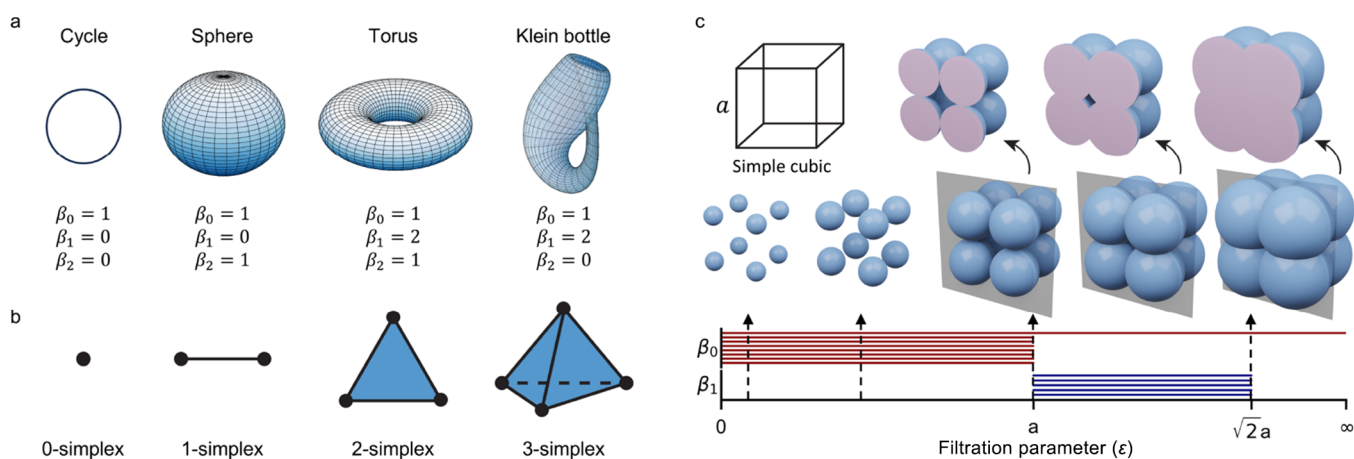 a
Cycle
Sphere
Torus
Klein bottle
β₀ = 1
β₁ = 0
β₂ = 0
β₀ = 1
β₁ = 0
β₂ = 1
β₀ = 1
β₁ = 2
β₂ = 1
β₀ = 1
β₁ = 2
β₂ = 0
b
0-simplex
1-simplex
2-simplex
3-simplex
c
a
Simple cubic
β₀
β₁
0
a
√2a
∞
Filtration parameter (ε)